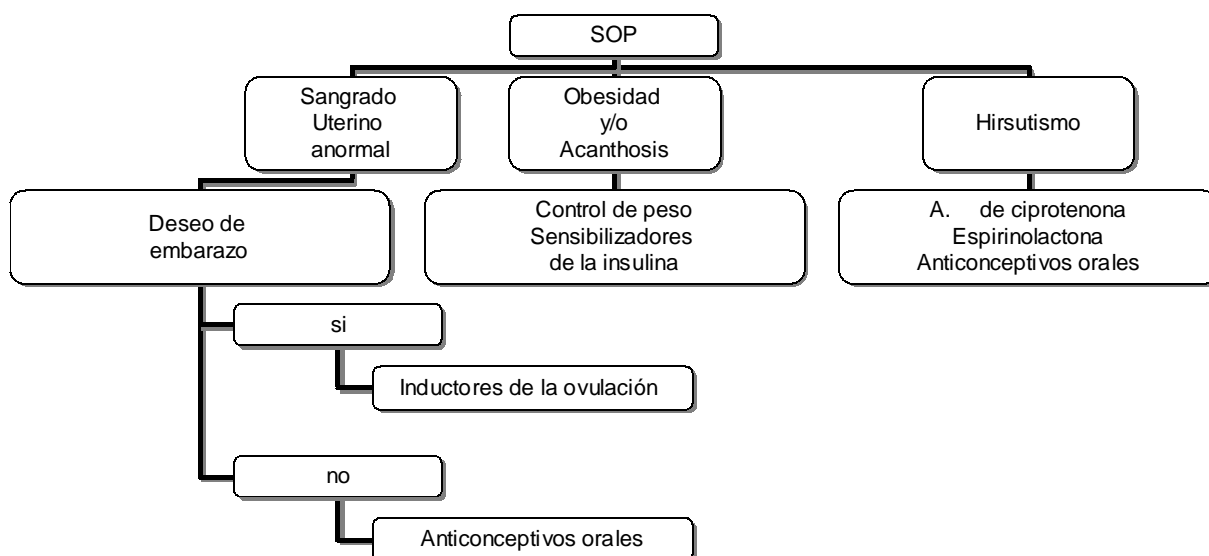 SOP
Sangrado
Uterino
anormal
Obesidad
y/o
Acanthosis
Hirsutismo
Deseo de
embarazo
Control de peso
Sensibilizadores
de la insulina
A. de ciprotenona
Espirinolactona
Anticonceptivos orales
si
Inductores de la ovulación
no
Anticonceptivos orales